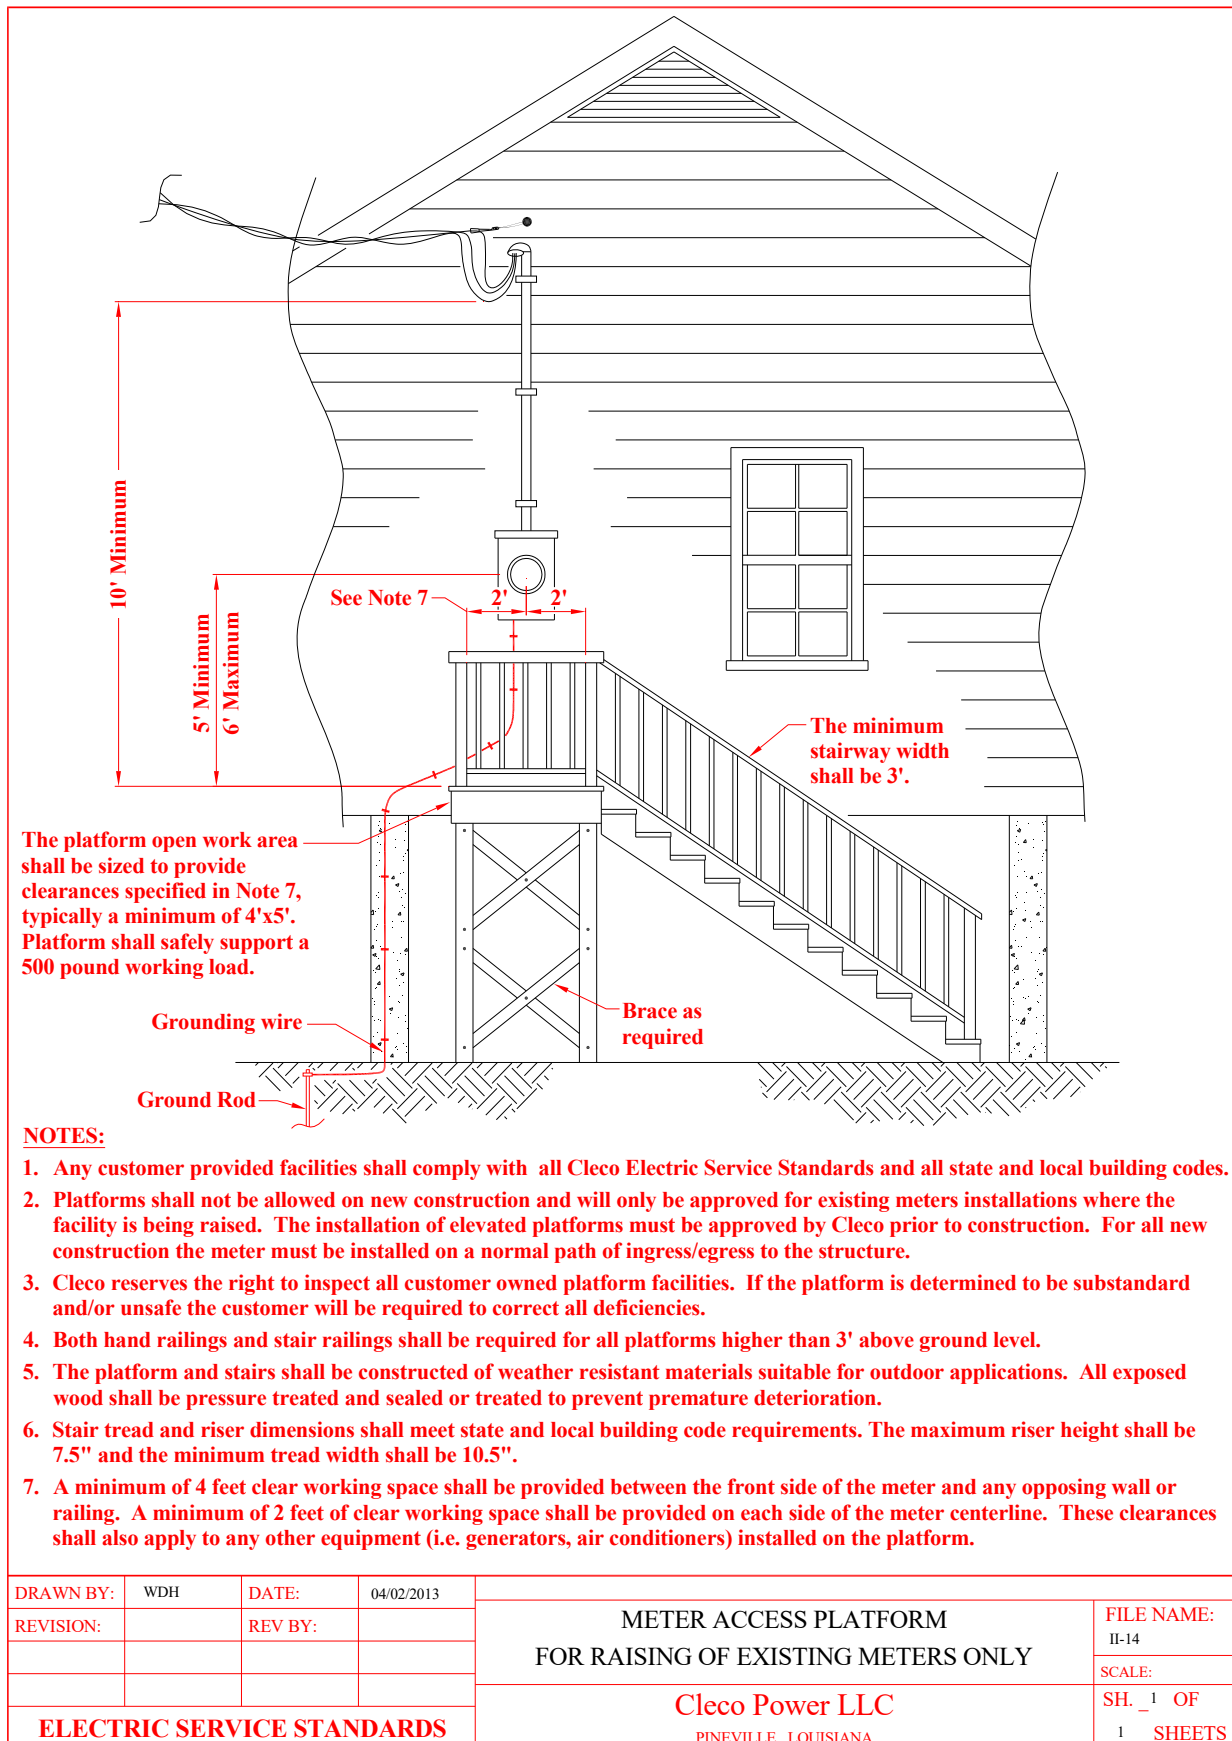 10' Minimum
5' Minimum
6' Maximum
See Note 7
2'
2'
The minimum
stairway width
shall be 3'.
The platform open work area
shall be sized to provide
clearances specified in Note 7,
typically a minimum of 4'x5'.
Platform shall safely support a
500 pound working load.
Grounding wire
Brace as
required
Ground Rod
NOTES:
1. Any customer provided facilities shall comply with all Cleco Electric Service Standards and all state and local building codes.
2. Platforms shall not be allowed on new construction and will only be approved for existing meters installations where the
facility is being raised. The installation of elevated platforms must be approved by Cleco prior to construction. For all new
construction the meter must be installed on a normal path of ingress/egress to the structure.
3. Cleco reserves the right to inspect all customer owned platform facilities. If the platform is determined to be substandard
and/or unsafe the customer will be required to correct all deficiencies.
4. Both hand railings and stair railings shall be required for all platforms higher than 3' above ground level.
5. The platform and stairs shall be constructed of weather resistant materials suitable for outdoor applications. All exposed
wood shall be pressure treated and sealed or treated to prevent premature deterioration.
6. Stair tread and riser dimensions shall meet state and local building code requirements. The maximum riser height shall be
7.5" and the minimum tread width shall be 10.5".
7. A minimum of 4 feet clear working space shall be provided between the front side of the meter and any opposing wall or
railing. A minimum of 2 feet of clear working space shall be provided on each side of the meter centerline. These clearances
shall also apply to any other equipment (i.e. generators, air conditioners) installed on the platform.
DRAWN BY: WDH DATE: 04/02/2013
REVISION: REV BY:
ELECTRIC SERVICE STANDARDS
METER ACCESS PLATFORM
FOR RAISING OF EXISTING METERS ONLY
Cleco Power LLC
PINEVILLE, LOUISIANA
FILE NAME:
II-14
SCALE:
SH. _1 OF
1 SHEETS